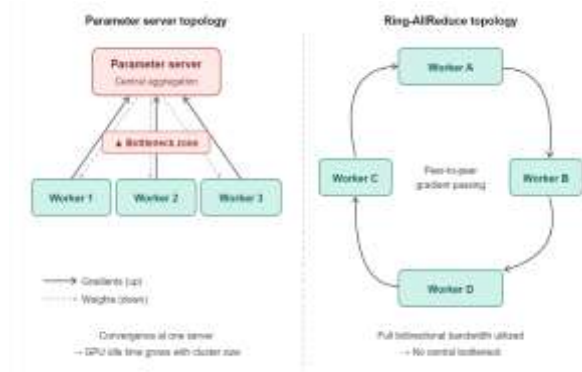 Parameter server topology
Parameter server
Central aggregation
▲ Bottleneck zone
Worker 1
Worker 2
Worker 3
Gradients (up)
Weights (down)
Convergence at one server
→ GPU idle time grows with cluster size
Ring-AllReduce topology
Worker A
Worker C
Peer-to-peer
gradient passing
Worker B
Worker D
Full bidirectional bandwidth utilized
→ No central bottleneck